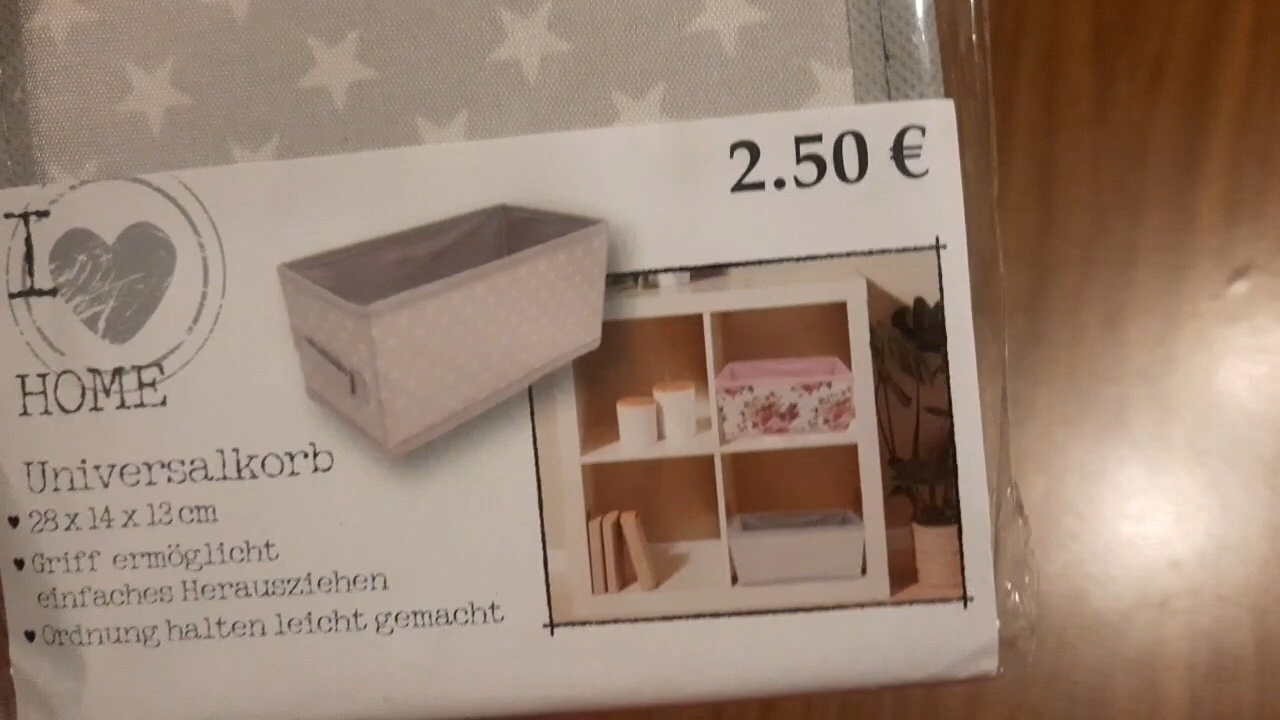 2.50 €
I
HOME
Universalkorb
28 x 14 x 13 cm
Griff ermöglicht
einfaches Herausziehen
Ordnung halten leicht gemacht